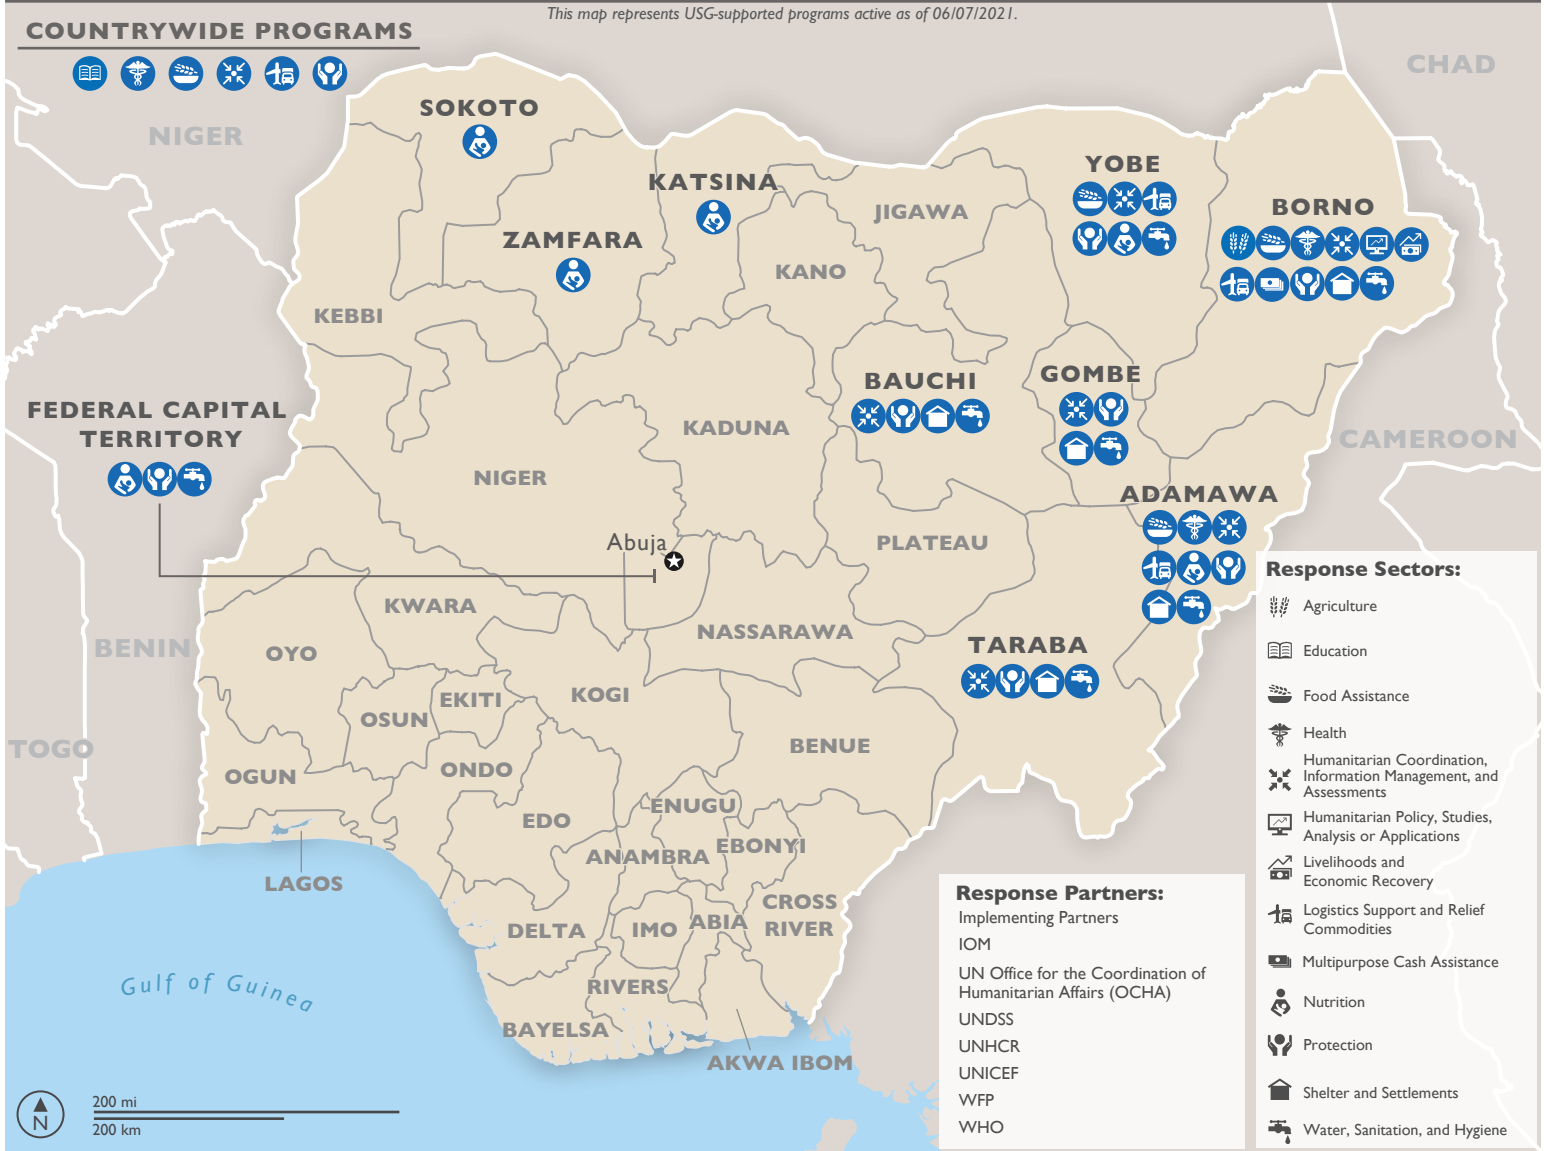 This map represents USG-supported programs active as of 06/07/2021.
COUNTRYWIDE PROGRAMS
CHAD
NIGER
SOKOTO
KATSINA
ZAMFARA
JIGAWA
YOBE
BORNO
KANO
KEBBI
FEDERAL CAPITAL
TERRITORY
BAUCHI
GOMBE
KADUNA
CAMEROON
NIGER
ADAMAWA
Abuja
PLATEAU
KWARA
NASSARAWA
TARABA
BENIN
OYO
EKITI
KOGI
OSUN
TOGO
OGUN
ONDO
BENUE
EDO
ENUGU
ANAMBRA
EBONYI
LAGOS
DELTA
IMO
ABIA
CROSS
RIVER
RIVERS
BAYELSA
AKWA IBOM
Gulf of Guinea
200 mi
200 km
N
Response Partners:
Implementing Partners
IOM
UN Office for the Coordination of
Humanitarian Affairs (OCHA)
UNDSS
UNHCR
UNICEF
WFP
WHO
Response Sectors:
Agriculture
Education
Food Assistance
Health
Humanitarian Coordination,
Information Management, and
Assessments
Humanitarian Policy, Studies,
Analysis or Applications
Livelihoods and
Economic Recovery
Logistics Support and Relief
Commodities
Multipurpose Cash Assistance
Nutrition
Protection
Shelter and Settlements
Water, Sanitation, and Hygiene